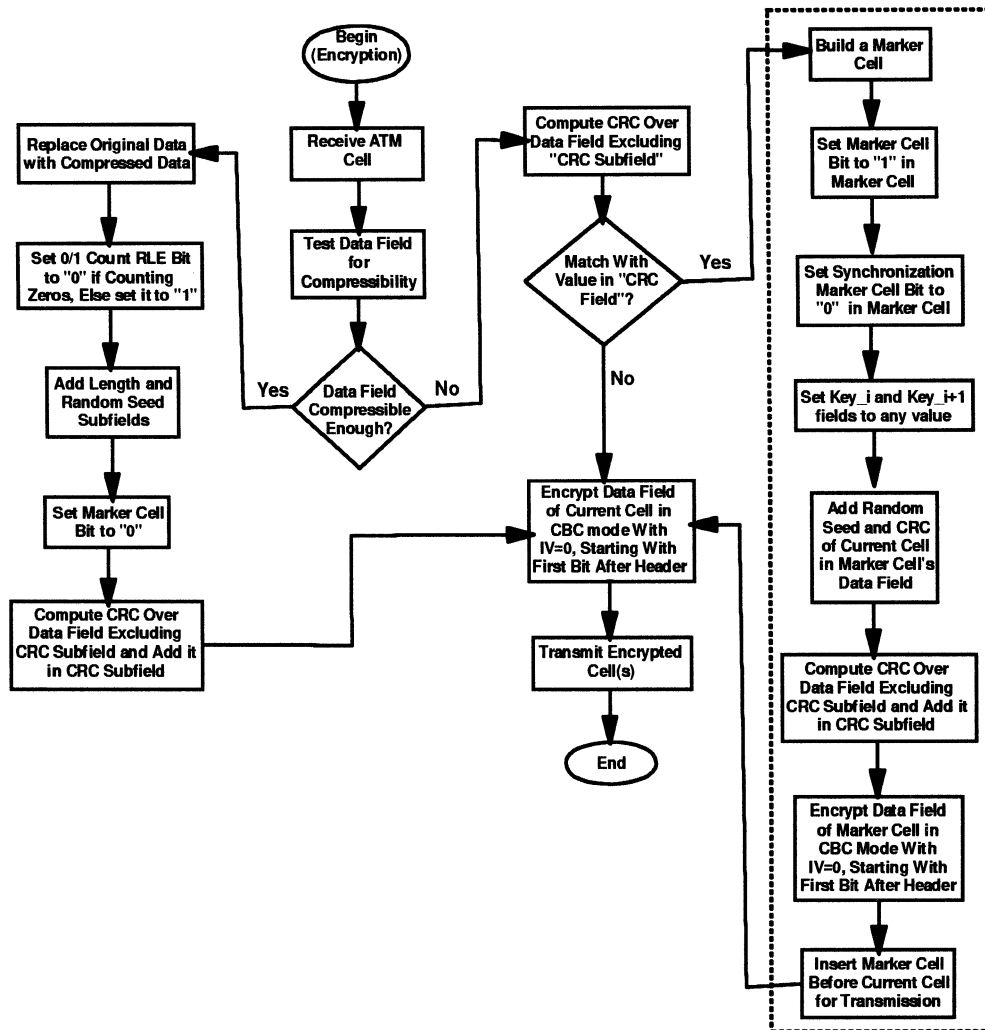 Begin
(Encryption)
Receive ATM
Cell
Test Data Field
for
Compressibility
Data Field
Compressible
Enough?
Yes
No
Replace Original Data
with Compressed Data
Set 0/1 Count RLE Bit
to "0" if Counting
Zeros, Else set it to "1"
Add Length and
Random Seed
Subfields
Set Marker Cell
Bit to "0"
Compute CRC Over
Data Field Excluding
CRC Subfield and Add it
in CRC Subfield
Compute CRC Over
Data Field Excluding
"CRC Subfield"
Match With
Value in "CRC
Field"?
Yes
No
Encrypt Data Field
of Current Cell in
CBC mode With
IV=0, Starting With
First Bit After Header
Transmit Encrypted
Cell(s)
End
Build a Marker
Cell
Set Marker Cell
Bit to "1" in
Marker Cell
Set Synchronization
Marker Cell Bit to
"0" in Marker Cell
Set Key_i and Key_i+1
fields to any value
Add Random
Seed and CRC
of Current Cell
in Marker Cell's
Data Field
Compute CRC Over
Data Field Excluding
CRC Subfield and Add it
in CRC Subfield
Encrypt Data Field
of Marker Cell in
CBC Mode With
IV=0, Starting With
First Bit After Header
Insert Marker Cell
Before Current Cell
for Transmission